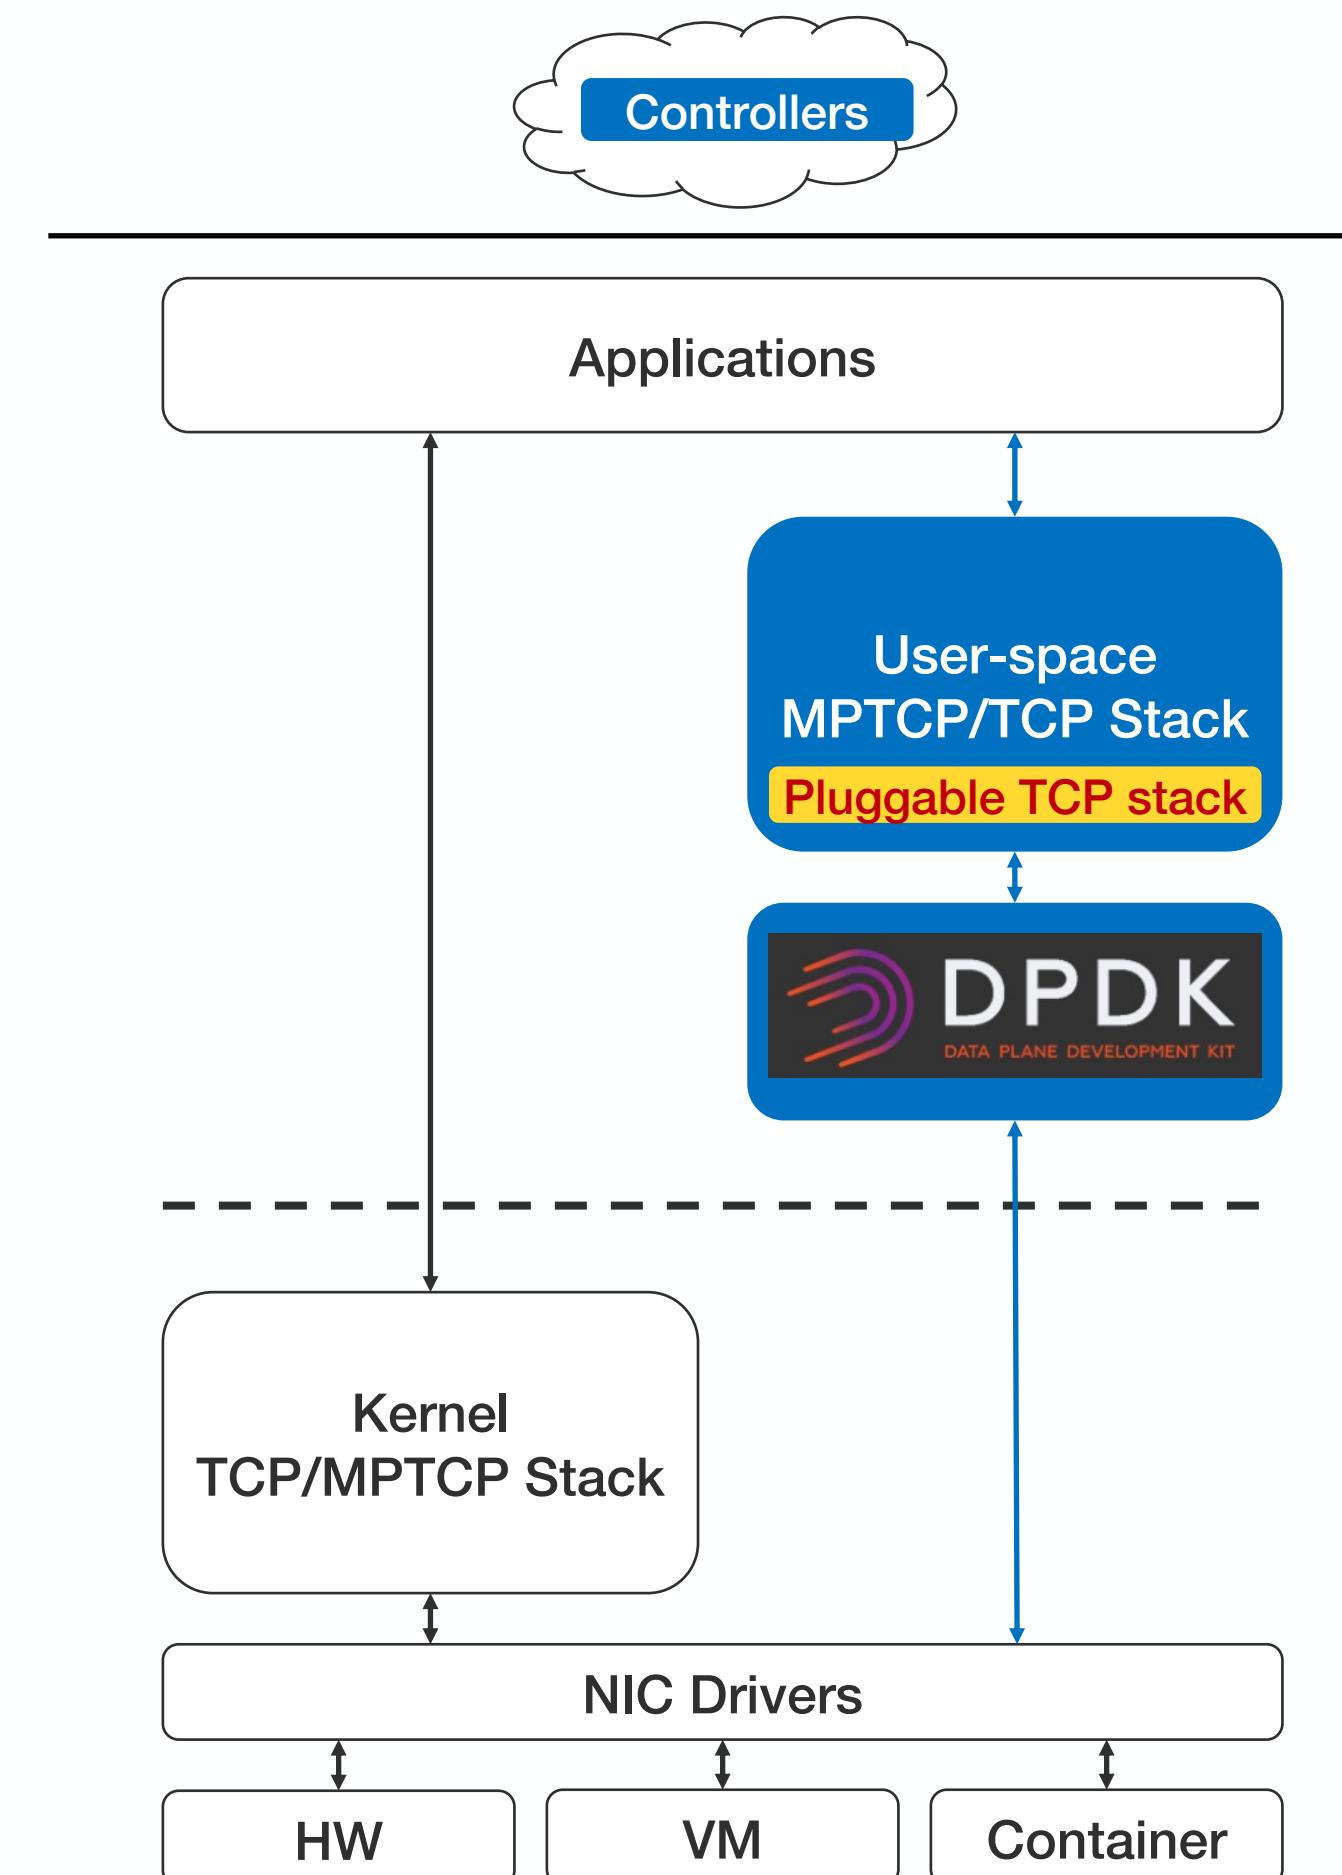 Controllers
Applications
User-space
MPTCP/TCP Stack
Pluggable TCP stack
DPDK
DATA PLANE DEVELOPMENT KIT
Kernel
TCP/MPTCP Stack
NIC Drivers
HW
VM
Container